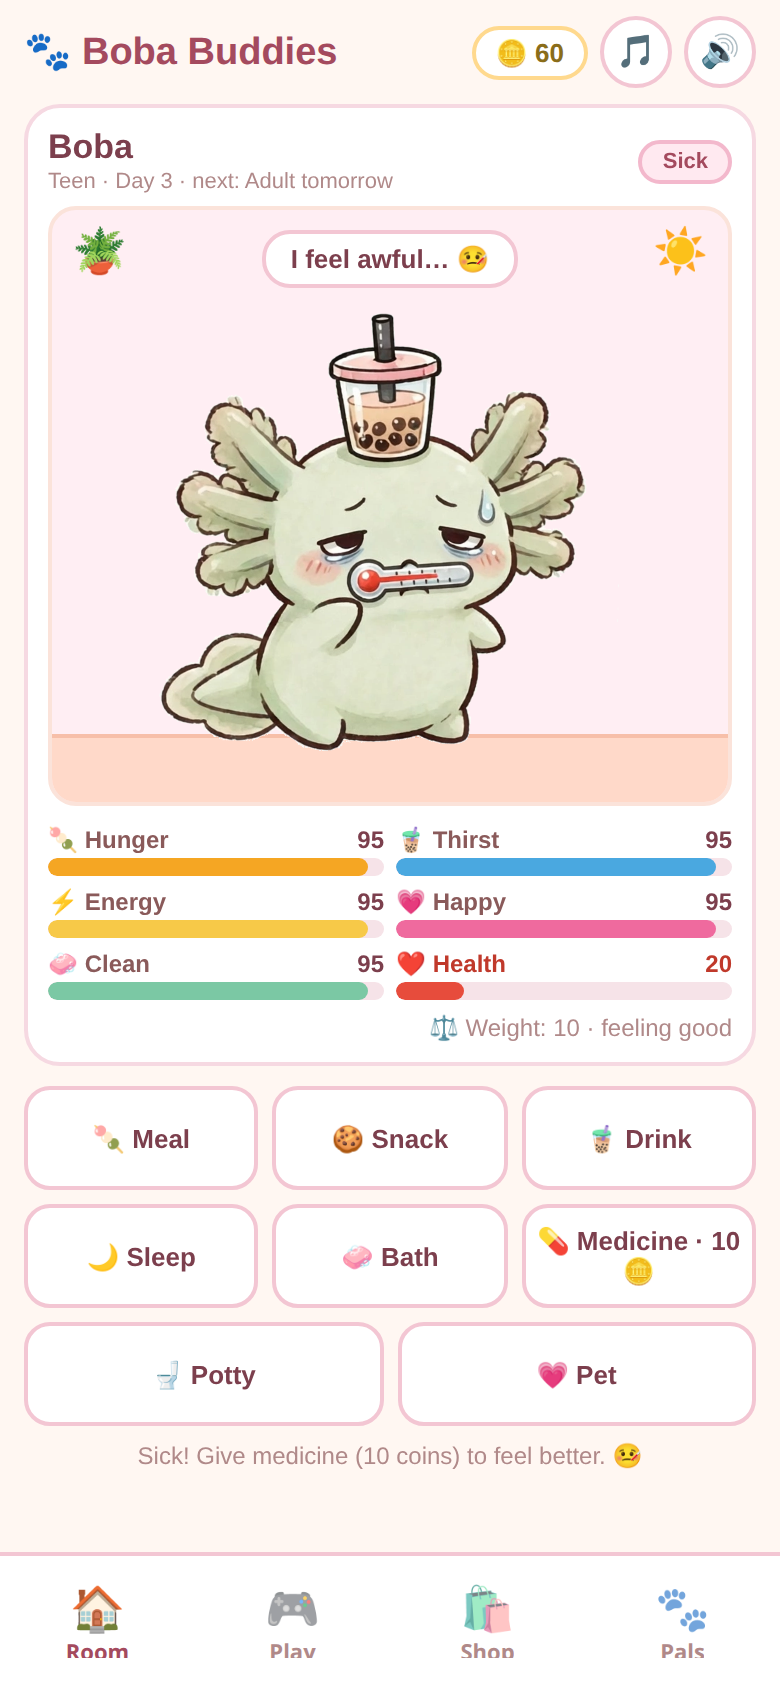 🐾 Boba Buddies
🪙 60
🎵
🔊
Boba
Teen · Day 3 · next: Adult tomorrow
Sick
I feel awful… 🤒
🍡 Hunger 95
🧋 Thirst 95
⚡ Energy 95
💗 Happy 95
🧼 Clean 95
❤️ Health 20
⚖️ Weight: 10 · feeling good
🍡 Meal
🍪 Snack
🧋 Drink
🌙 Sleep
🧼 Bath
💊 Medicine · 10
🪙
🚽 Potty
💗 Pet
Sick! Give medicine (10 coins) to feel better. 🤒
Room
Play
Shop
Pals